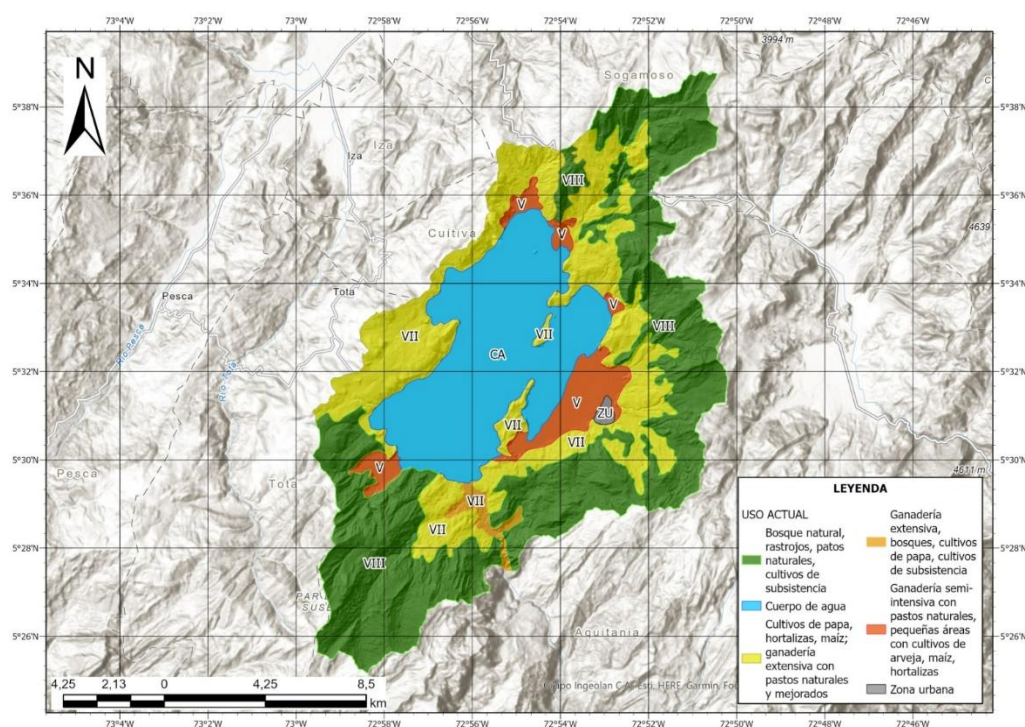 73°4'W 73°2'W 73°0' 72°58'W 72°56'W 72°54'W 72°52'W 72°50'W 72°48'W 72°46'W
3994 m
N
Sogamoso
5°38'N 5°38'N
Iza
Iza
VIII
5°36'N 5°36'N
V
Cuítiva
V
4639
5°34'N 5°34'N
Pesca
Tota
V
VII
VII
VIII
CA
5°32'N 5°32'N
V
ZU
VII
VII
5°30'N 5°30'N
V
Pesca
Tota
4611 m
VII
VII
5°28'N 5°28'N
VIII
5°26'N 5°26'N
Aquitania
4,25 2,13 0 4,25 8,5
km
LEYENDA
USO ACTUAL
Bosque natural,
rastrojos, patos
naturales,
cultivos de
subsistencia
Cuerpo de agua
Cultivos de papa,
hortalizas, maíz;
ganadería
extensiva con
pastos naturales
y mejorados
Ganadería
extensiva,
bosques, cultivos
de papa, cultivos
de subsistencia
Ganadería semi-
intensiva con
pastos naturales,
pequeñas áreas
con cultivos de
arveja, maíz,
hortalizas
Zona urbana
73°4'W 73°2'W 73°0' 72°58'W 72°56'W 72°54'W 72°52'W 72°50'W 72°48'W 72°46'W